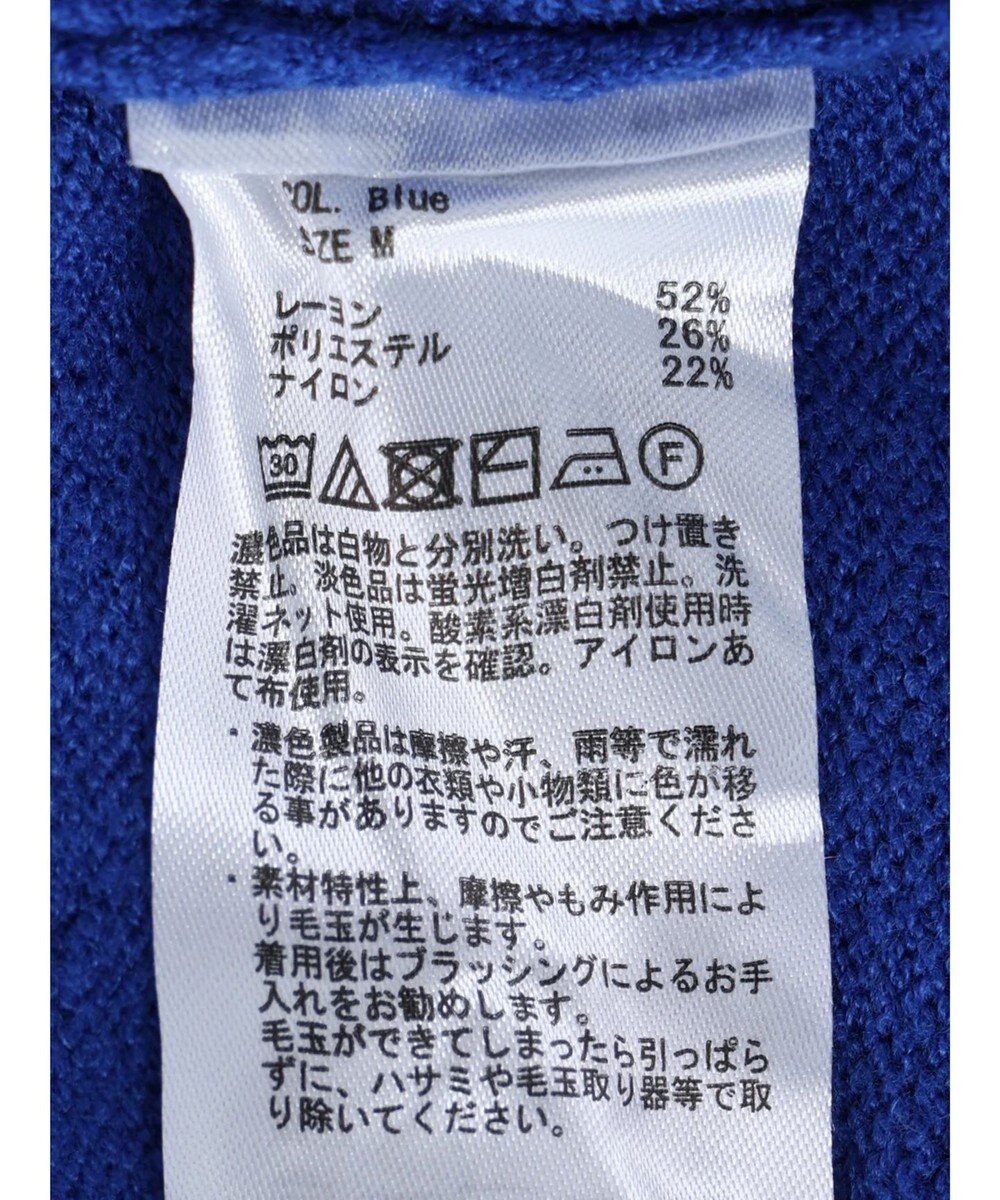 COL. Blue
SIZE M
レーヨン 52%
ポリエステル 26%
ナイロン 22%
30 F
濃色品は白物と分別洗い。つけ置き
禁止。淡色品は蛍光増白剤禁止。洗
濯ネット使用。酸素系漂白剤使用時
は漂白剤の表示を確認。アイロンあ
て布使用。
・濃色製品は摩擦や汗、雨等で濡れ
た際に他の衣類や小物類に色が移
る事がありますのでご注意くださ
い。
・素材特性上、摩擦やもみ作用によ
り毛玉が生じます。
着用後はブラッシングによるお手
入れをお勧めします。
毛玉ができてしまったら引っぱら
ずに、ハサミや毛玉取り器等で取
り除いてください。